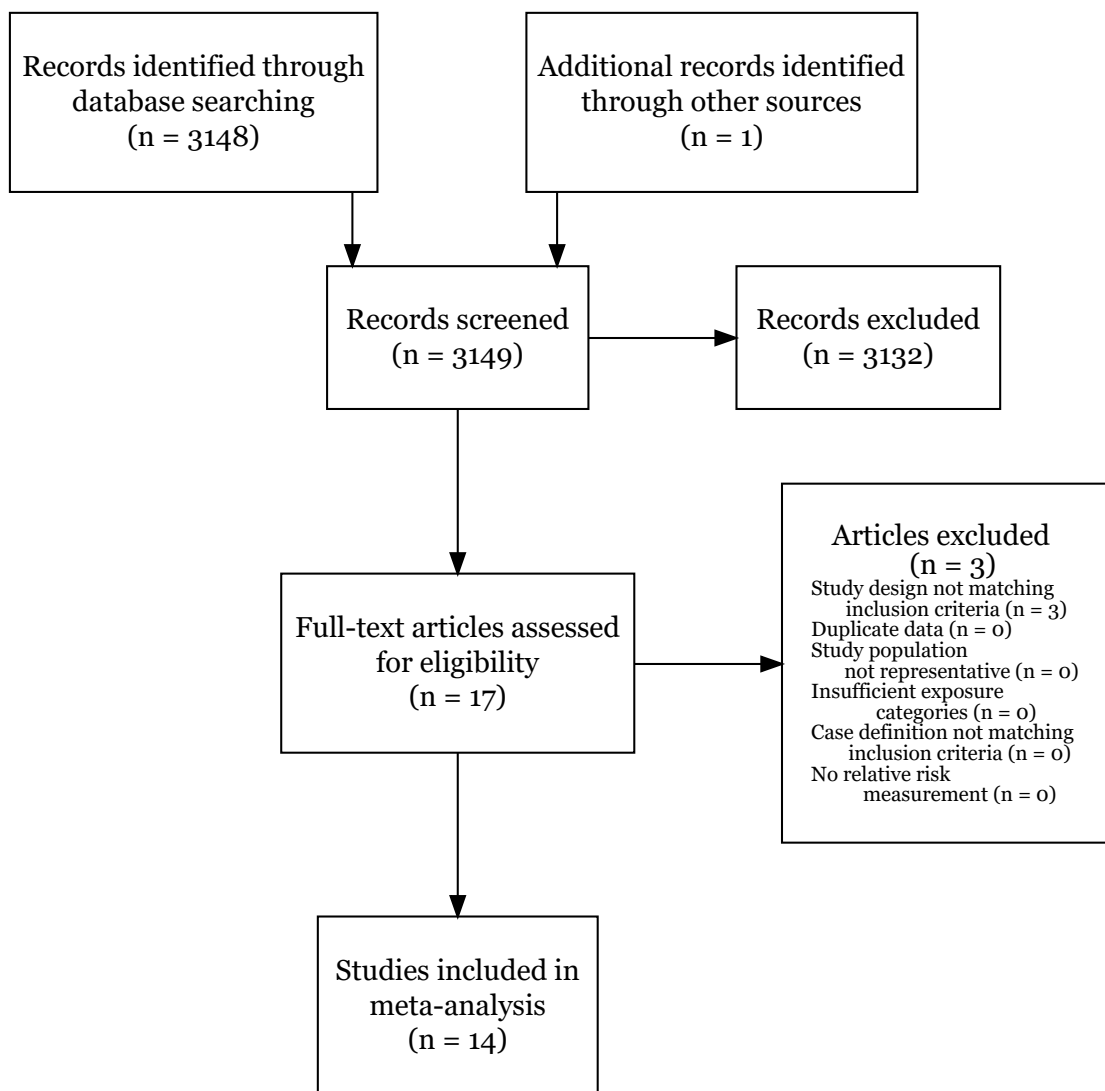 Records identified through
database searching
(n = 3148)
Additional records identified
through other sources
(n = 1)
Records screened
(n = 3149)
Records excluded
(n = 3132)
Full-text articles assessed
for eligibility
(n = 17)
Articles excluded
(n = 3)
Study design not matching
inclusion criteria (n = 3)
Duplicate data (n = 0)
Study population
not representative (n = 0)
Insufficient exposure
categories (n = 0)
Case definition not matching
inclusion criteria (n = 0)
No relative risk
measurement (n = 0)
Studies included in
meta-analysis
(n = 14)